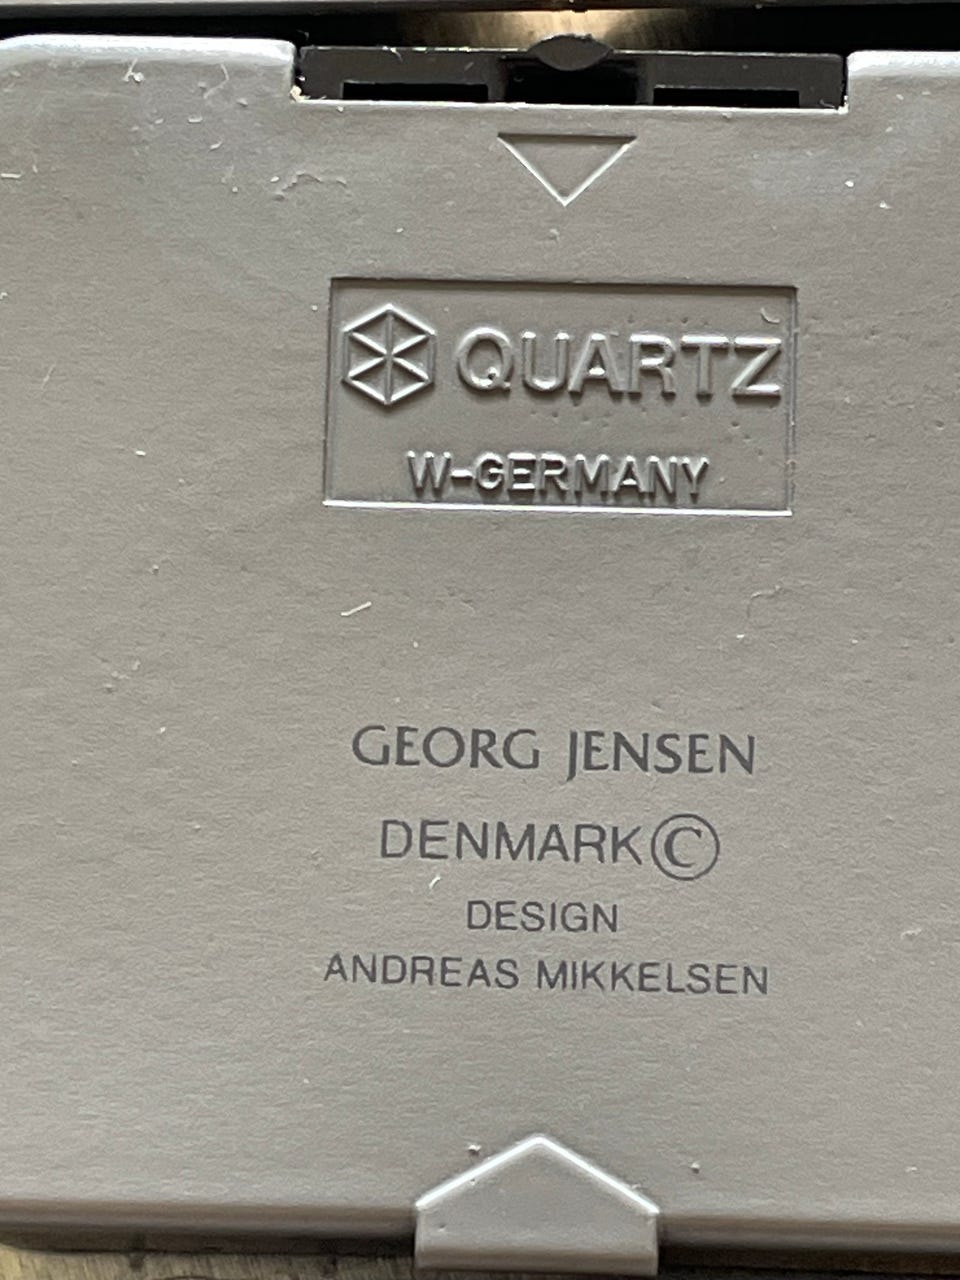 QUARTZ
W-GERMANY
GEORG JENSEN
DENMARK©
DESIGN
ANDREAS MIKKELSEN